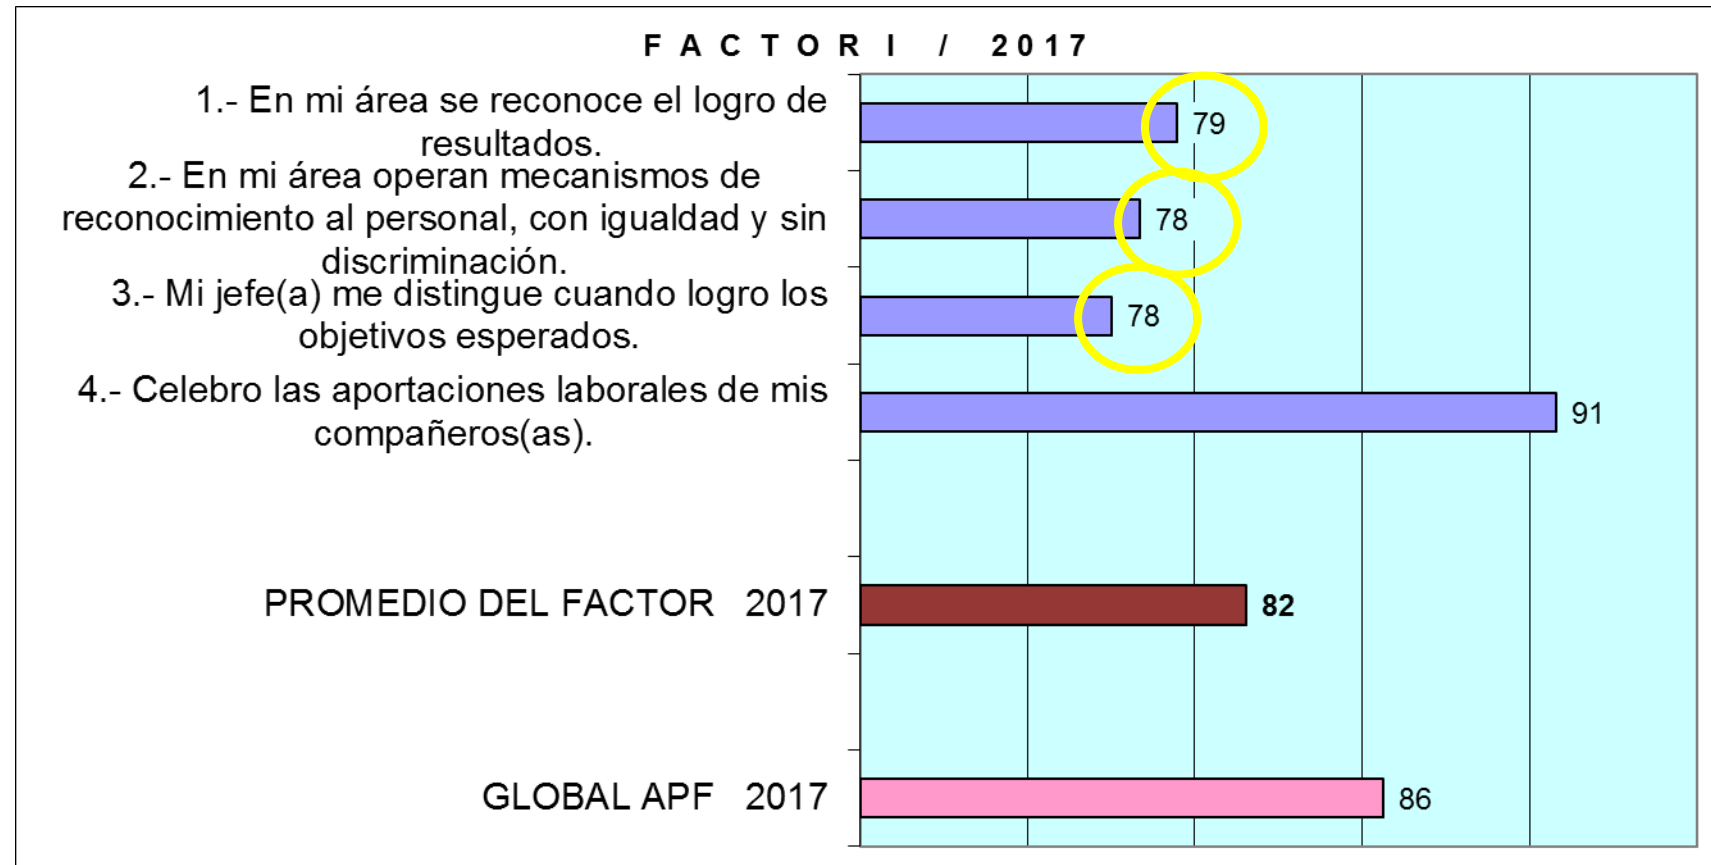 F A C T O R I / 2017
1.- En mi área se reconoce el logro de
resultados.
79
2.- En mi área operan mecanismos de
reconocimiento al personal, con igualdad y sin
discriminación.
78
3.- Mi jefe(a) me distingue cuando logro los
objetivos esperados.
78
4.- Celebro las aportaciones laborales de mis
compañeros(as).
91
PROMEDIO DEL FACTOR 2017
82
GLOBAL APF 2017
86